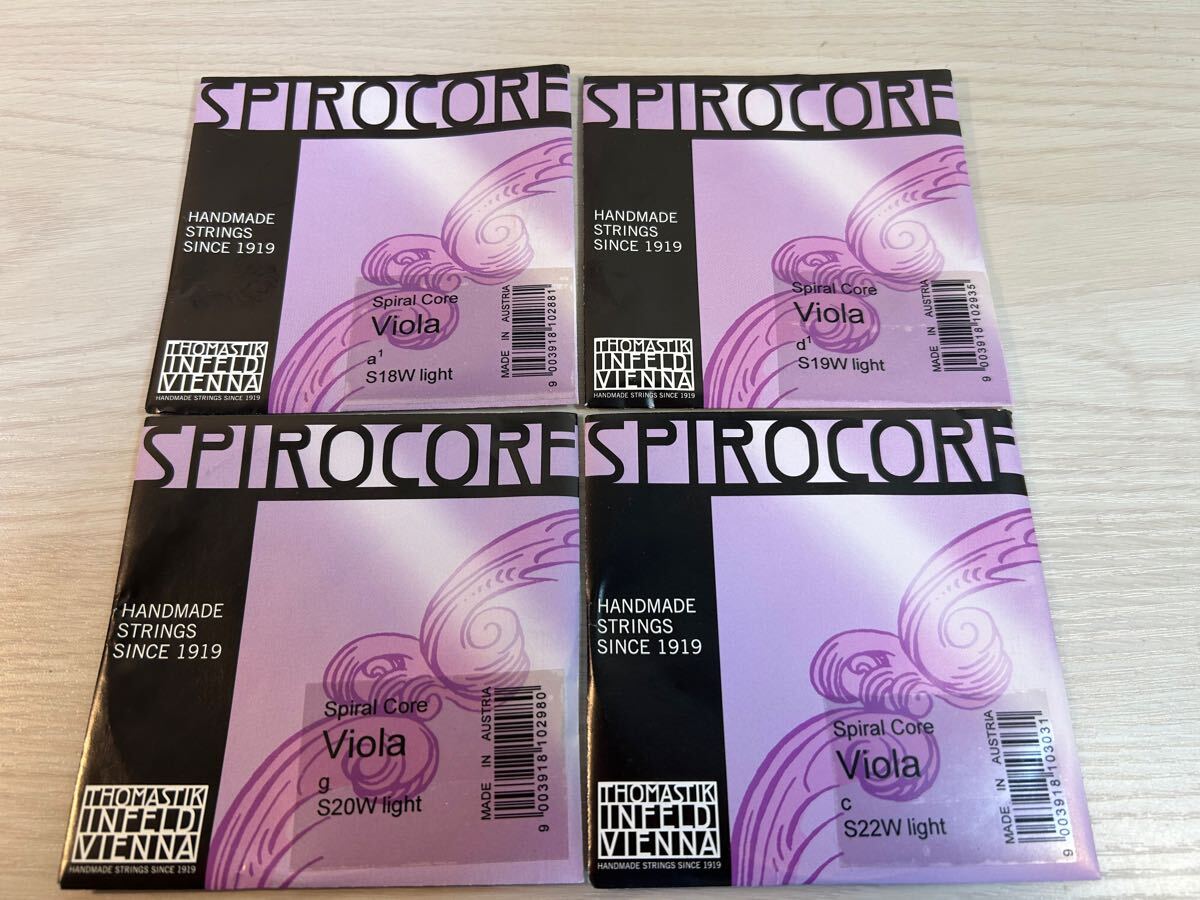 SPIROCORE
HANDMADE
STRINGS
SINCE 1919
Spiral Core
Viola
a¹
S18W light
MADE IN AUSTRIA
9 003918 102881
THOMASTIK
INFELD
VIENNA
HANDMADE STRINGS SINCE 1919
SPIROCORE
HANDMADE
STRINGS
SINCE 1919
Spiral Core
Viola
d¹
S19W light
MADE IN AUSTRIA
9 003918 102935
THOMASTIK
INFELD
VIENNA
HANDMADE STRINGS SINCE 1919
SPIROCORE
HANDMADE
STRINGS
SINCE 1919
Spiral Core
Viola
g
S20W light
MADE IN AUSTRIA
9 003918 102980
THOMASTIK
INFELD
VIENNA
HANDMADE STRINGS SINCE 1919
SPIROCORE
HANDMADE
STRINGS
SINCE 1919
Spiral Core
Viola
c
S22W light
MADE IN AUSTRIA
9 003918 103031
THOMASTIK
INFELD
VIENNA
HANDMADE STRINGS SINCE 1919